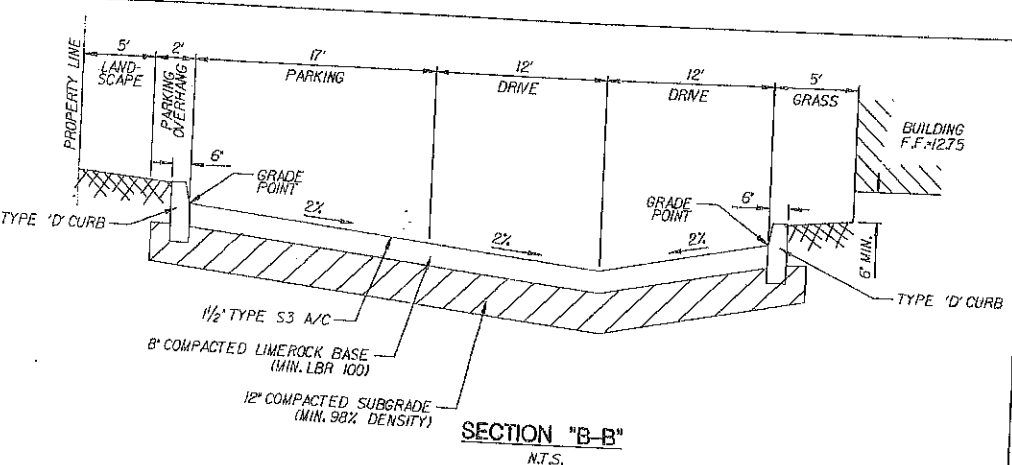 5' 2' 17' 12' 12' 5'
LAND-
SCAPE
PARKING
OVERHANG
PARKING
DRIVE
DRIVE
GRASS
PROPERTY LINE
BUILDING
F.F.=12.75
6"
GRADE
POINT
GRADE
POINT
6"
TYPE 'D' CURB
2%
2%
2%
6" MIN.
TYPE 'D' CURB
1½" TYPE S3 A/C
8" COMPACTED LIMEROCK BASE
(MIN. LBR 100)
12" COMPACTED SUBGRADE
(MIN. 98% DENSITY)
SECTION "B-B"
N.T.S.